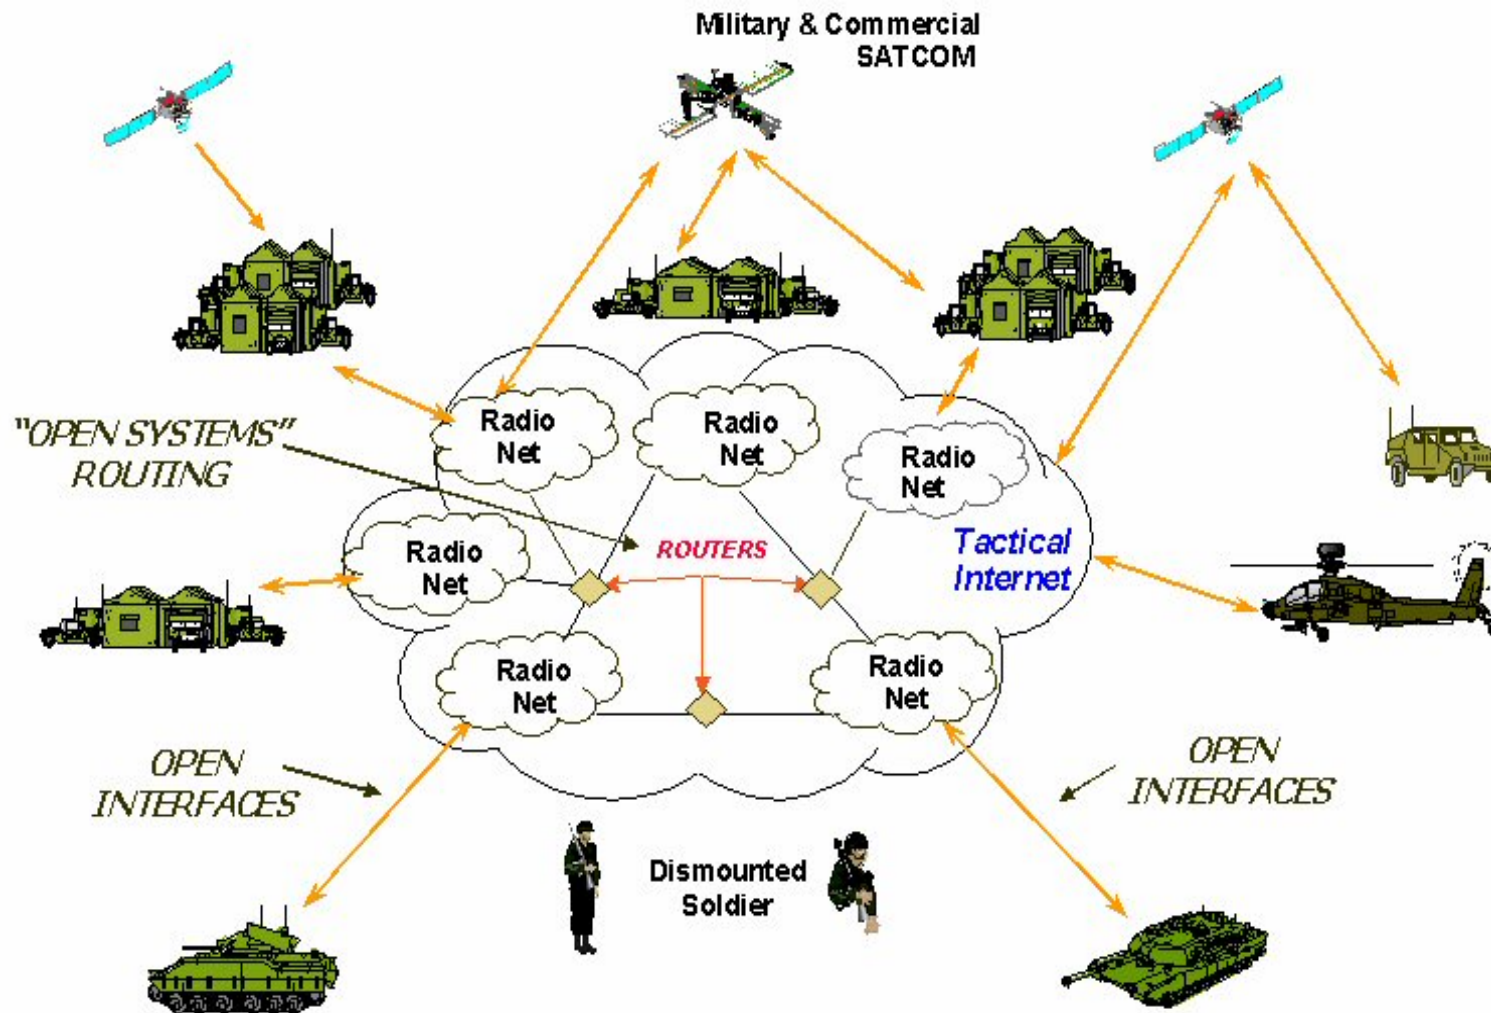 Military & Commercial
SATCOM
"OPEN SYSTEMS"
ROUTING
Radio
Net
Radio
Net
Radio
Net
Radio
Net
ROUTERS
Tactical
Internet
Radio
Net
Radio
Net
OPEN
INTERFACES
OPEN
INTERFACES
Dismounted
Soldier